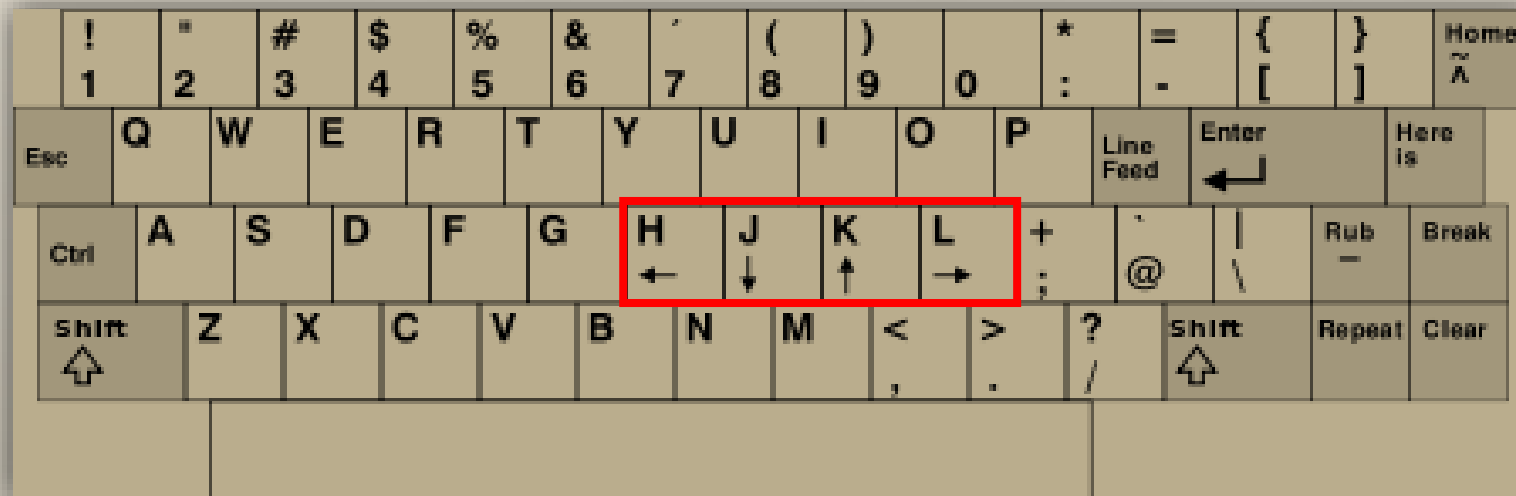 ! " # $ % & ´ ( ) * = { } Home
1 2 3 4 5 6 7 8 9 0 : - [ ] ~ ^
Esc Q W E R T Y U I O P Line Feed Enter Here is
Ctrl A S D F G H J K L + ` | Rub Break
← ↓ ↑ → ; @ \ _
Shift Z X C V B N M < > ? Shift Repeat Clear
, . /